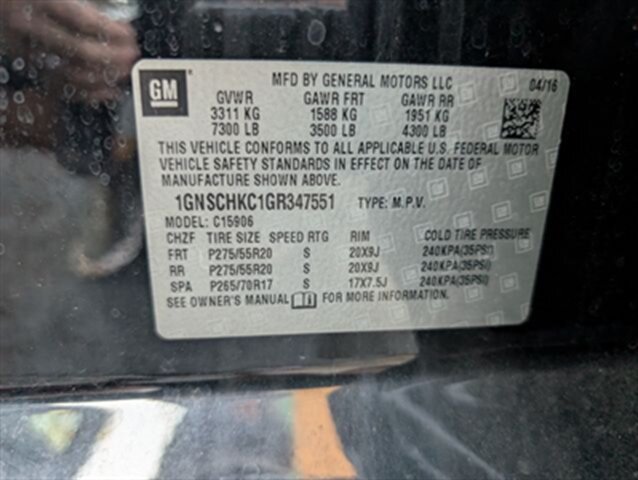 GM
MFD BY GENERAL MOTORS LLC 04/16
GVWR GAWR FRT GAWR RR
3311 KG 1588 KG 1951 KG
7300 LB 3500 LB 4300 LB
THIS VEHICLE CONFORMS TO ALL APPLICABLE U.S. FEDERAL MOTOR
VEHICLE SAFETY STANDARDS IN EFFECT ON THE DATE OF
MANUFACTURE SHOWN ABOVE.
1GNSCHKC1GR347551 TYPE: M.P.V.
MODEL: C15906
CHZF TIRE SIZE SPEED RTG RIM COLD TIRE PRESSURE
FRT P275/55R20 S 20X9J 240KPA(35PSI)
RR P275/55R20 S 20X9J 240KPA(35PSI)
SPA P265/70R17 S 17X7.5J 240KPA(35PSI)
SEE OWNER'S MANUAL FOR MORE INFORMATION.